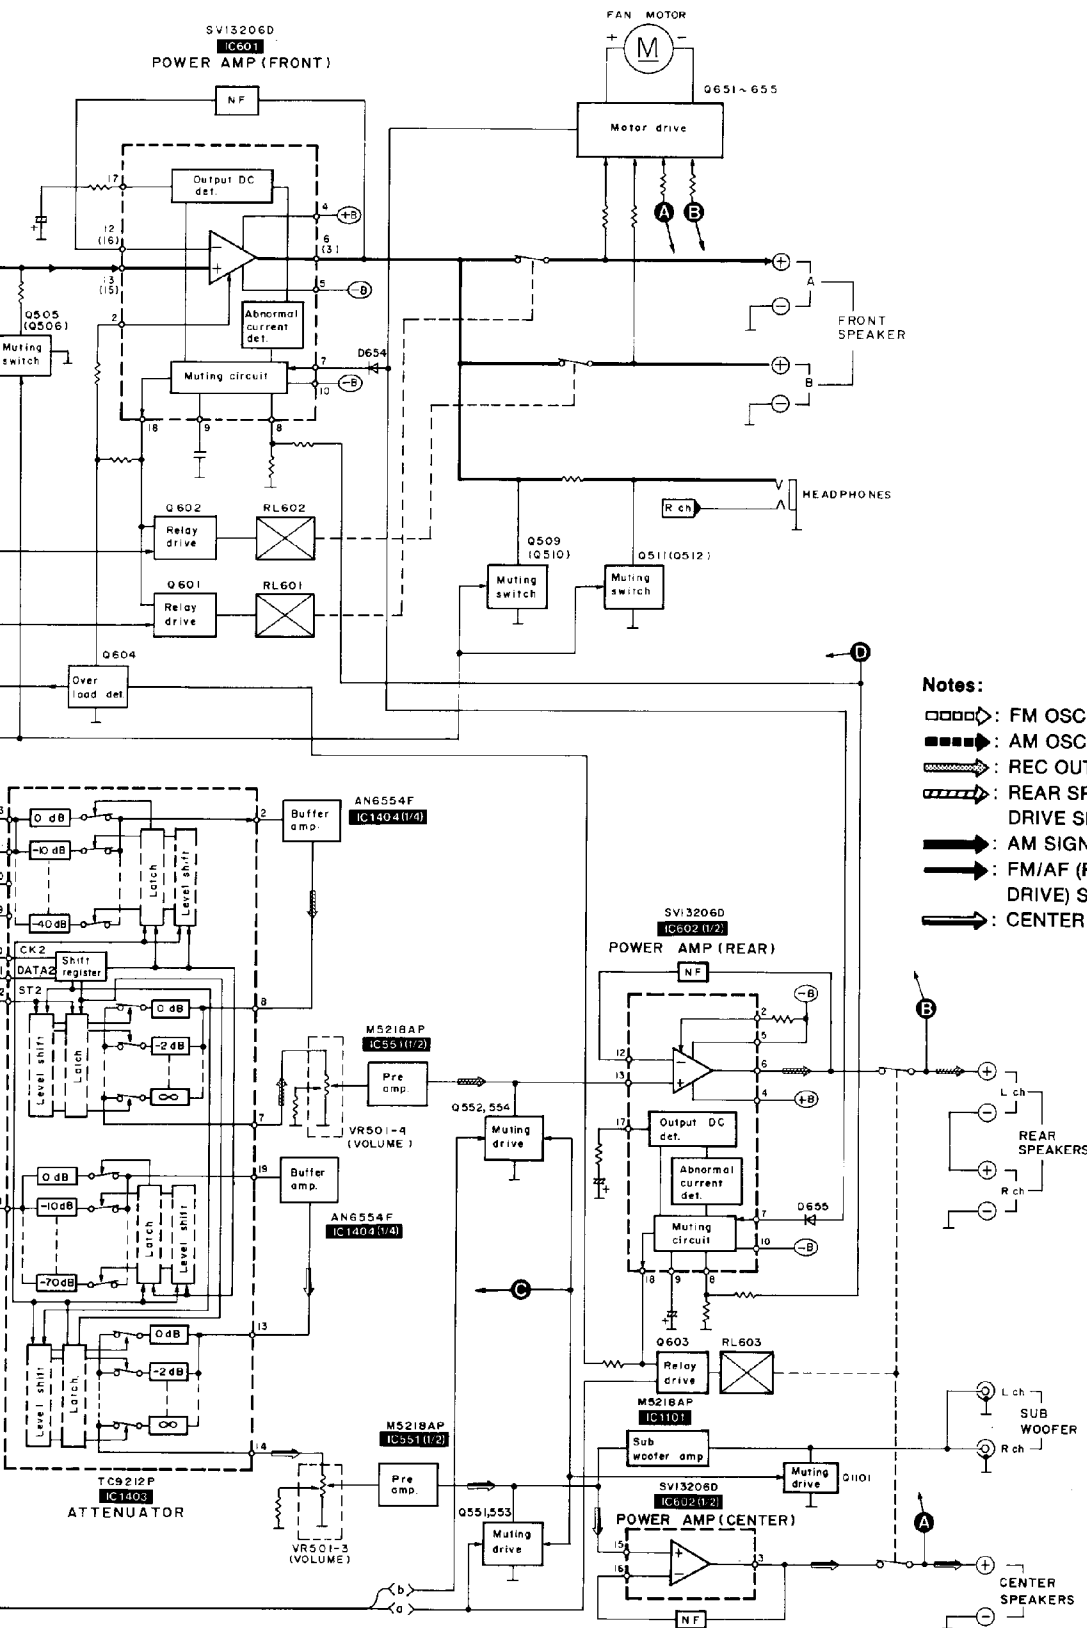 SVI3206D
IC601
POWER AMP (FRONT)
FAN MOTOR
+
M
−
Q651~655
Motor drive
NF
17
Output DC
det.
4
+B
12
(16)
6
(3)
−
+
A
B
13
(15)
5
−B
+
A
−
FRONT
SPEAKER
Q505
(Q506)
Muting
switch
2
Abnormal
current
det.
7
D654
Muting circuit
10
−B
+
B
−
18
9
8
HEADPHONES
R ch
Q602
RL602
Relay
drive
Q509
(Q510)
Q511(Q512)
Muting
switch
Muting
switch
Q601
RL601
Relay
drive
Q604
Over
load det.
D
Notes:
: FM OSC
: AM OSC
: REC OUT
: REAR SP
DRIVE S
: AM SIGN
: FM/AF (F
DRIVE) S
: CENTER
3
0 dB
2
Buffer
amp.
AN6554F
IC1404(1/4)
-10 dB
-40dB
Latch
Level shift
9
CK2
DATA2
ST2
Shift
register
8
0 dB
-2dB
∞
Level shift
Latch
7
M5218AP
IC551(1/2)
Pre
amp.
VR501-4
(VOLUME)
Q552,554
Muting
drive
SVI3206D
IC602(1/2)
POWER AMP (REAR)
NF
−B
2
5
12
−
6
13
+
4
+B
17
Output DC
det.
Abnormal
current
det.
7
D655
Muting
circuit
10
−B
18
9
8
B
+
L ch
−
REAR
SPEAKERS
+
R ch
−
0 dB
19
Buffer
amp.
AN6554F
IC1404(1/4)
-10dB
-70dB
Latch
Level shift
C
13
0dB
-2 dB
∞
Level shift
Latch
14
TC9212P
IC1403
ATTENUATOR
M5218AP
IC551(1/2)
Pre
amp.
VR501-3
(VOLUME)
Q551,553
Muting
drive
Q603
RL603
Relay
drive
M5218AP
IC1101
Sub
woofer amp
L ch
SUB
WOOFER
R ch
Muting
drive
Q1101
SVI3206D
IC602(1/2)
POWER AMP (CENTER)
15
+
3
16
−
NF
A
+
CENTER
SPEAKERS
−
b
a